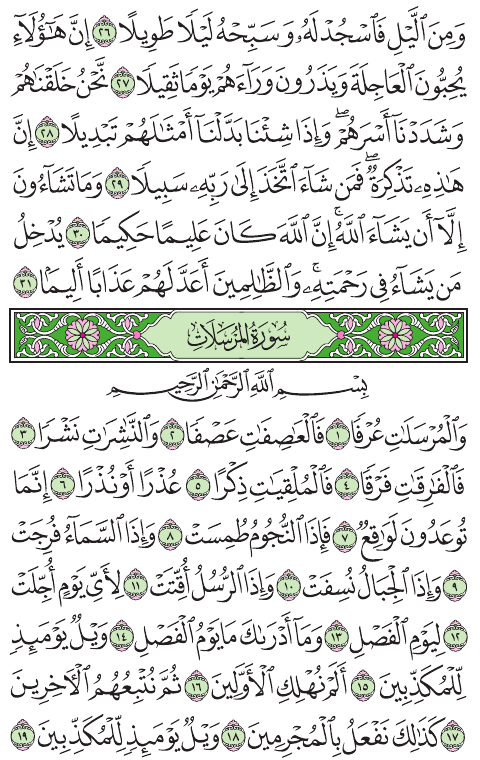 وَمِنَ ٱلَّيۡلِ فَٱسۡجُدۡ لَهُۥ وَسَبِّحۡهُ لَيۡلٗا طَوِيلًا ٢٦ إِنَّ هَٰٓؤُلَآءِ
يُحِبُّونَ ٱلۡعَاجِلَةَ وَيَذَرُونَ وَرَآءَهُمۡ يَوۡمٗا ثَقِيلٗا ٢٧ نَّحۡنُ خَلَقۡنَٰهُمۡ
وَشَدَدۡنَآ أَسۡرَهُمۡۖ وَإِذَا شِئۡنَا بَدَّلۡنَآ أَمۡثَٰلَهُمۡ تَبۡدِيلًا ٢٨ إِنَّ
هَٰذِهِۦ تَذۡكِرَةٞۖ فَمَن شَآءَ ٱتَّخَذَ إِلَىٰ رَبِّهِۦ سَبِيلٗا ٢٩ وَمَا تَشَآءُونَ
إِلَّآ أَن يَشَآءَ ٱللَّهُۚ إِنَّ ٱللَّهَ كَانَ عَلِيمًا حَكِيمٗا ٣٠ يُدۡخِلُ
مَن يَشَآءُ فِي رَحۡمَتِهِۦۚ وَٱلظَّٰلِمِينَ أَعَدَّ لَهُمۡ عَذَابًا أَلِيمَۢا ٣١
سُورَةُ المُرۡسَلَات
بِسۡمِ ٱللَّهِ ٱلرَّحۡمَٰنِ ٱلرَّحِيمِ
وَٱلۡمُرۡسَلَٰتِ عُرۡفٗا ١ فَٱلۡعَٰصِفَٰتِ عَصۡفٗا ٢ وَٱلنَّٰشِرَٰتِ نَشۡرٗا ٣
فَٱلۡفَٰرِقَٰتِ فَرۡقٗا ٤ فَٱلۡمُلۡقِيَٰتِ ذِكۡرًا ٥ عُذۡرًا أَوۡ نُذۡرًا ٦ إِنَّمَا
تُوعَدُونَ لَوَٰقِعٞ ٧ فَإِذَا ٱلنُّجُومُ طُمِسَتۡ ٨ وَإِذَا ٱلسَّمَآءُ فُرِجَتۡ
٩ وَإِذَا ٱلۡجِبَالُ نُسِفَتۡ ١٠ وَإِذَا ٱلرُّسُلُ أُقِّتَتۡ ١١ لِأَيِّ يَوۡمٍ أُجِّلَتۡ
١٢ لِيَوۡمِ ٱلۡفَصۡلِ ١٣ وَمَآ أَدۡرَىٰكَ مَا يَوۡمُ ٱلۡفَصۡلِ ١٤ وَيۡلٞ يَوۡمَئِذٖ
لِّلۡمُكَذِّبِينَ ١٥ أَلَمۡ نُهۡلِكِ ٱلۡأَوَّلِينَ ١٦ ثُمَّ نُتۡبِعُهُمُ ٱلۡأٓخِرِينَ
١٧ كَذَٰلِكَ نَفۡعَلُ بِٱلۡمُجۡرِمِينَ ١٨ وَيۡلٞ يَوۡمَئِذٖ لِّلۡمُكَذِّبِينَ ١٩